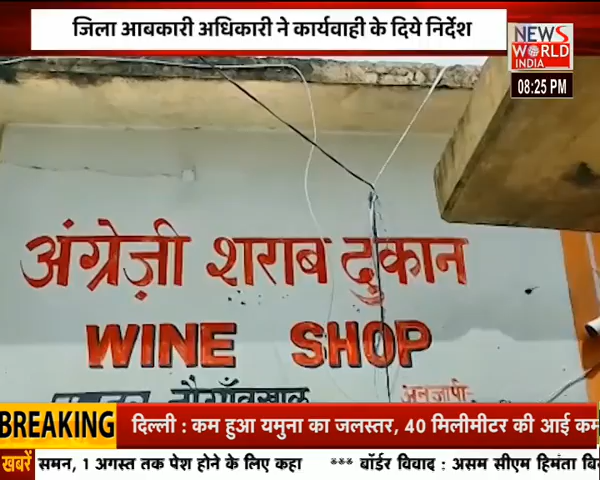 जिला आबकारी अधिकारी ने कार्यवाही के दिये निर्देश
NEWS
WORLD
INDIA
08:25 PM
अंग्रेज़ी शराब दुकान
WINE SHOP
BREAKING दिल्ली : कम हुआ यमुना का जलस्तर, 40 मिलीमीटर की आई कम
खबरें समन, 1 अगस्त तक पेश होने के लिए कहा *** बॉर्डर विवाद : असम सीएम हिमंता बि